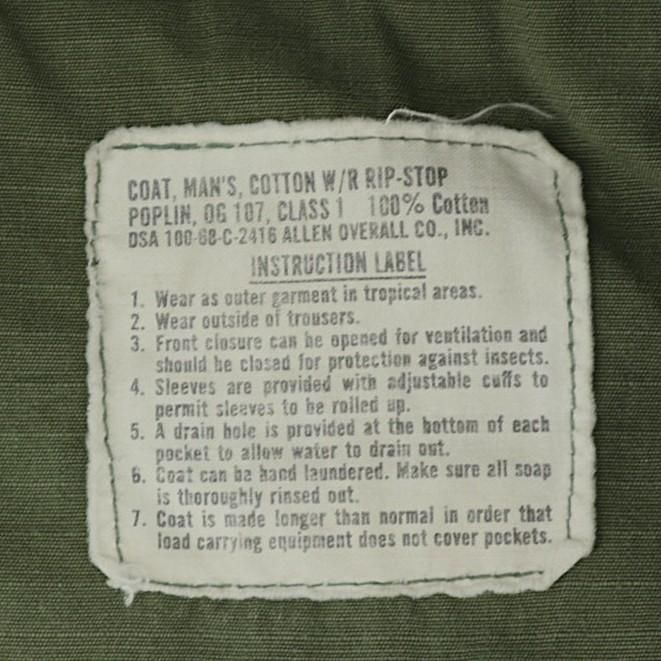 COAT, MAN'S, COTTON W/R RIP-STOP
POPLIN, OG 107, CLASS 1 100% Cotten
DSA 100-68-C-2416 ALLEN OVERALL CO., INC.
INSTRUCTION LABEL
1. Wear as outer garment in tropical areas.
2. Wear outside of trousers.
3. Front closure can be opened for ventilation and
should be closed for protection against insects.
4. Sleeves are provided with adjustable cuffs to
permit sleeves to be rolled up.
5. A drain hole is provided at the bottom of each
pocket to allow water to drain out.
6. Coat can be hand laundered. Make sure all soap
is thoroughly rinsed out.
7. Coat is made longer than normal in order that
load carrying equipment does not cover pockets.